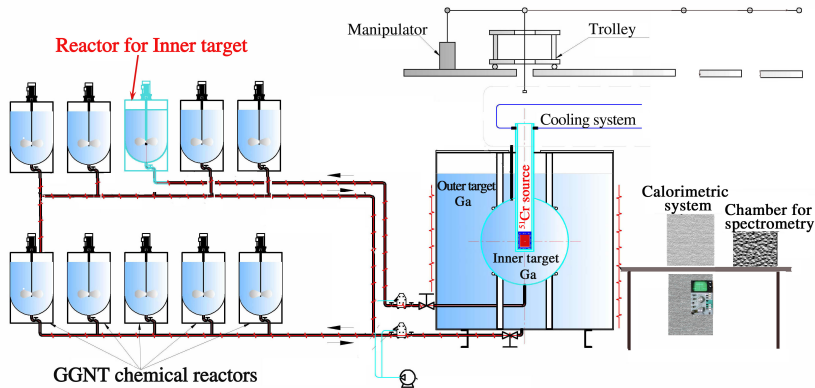 Manipulator
Trolley
Reactor for Inner target
Cooling system
Outer target
Ga
⁵¹Cr source
Inner target
Ga
Calorimetric
system
Chamber for
spectrometry
GGNT chemical reactors